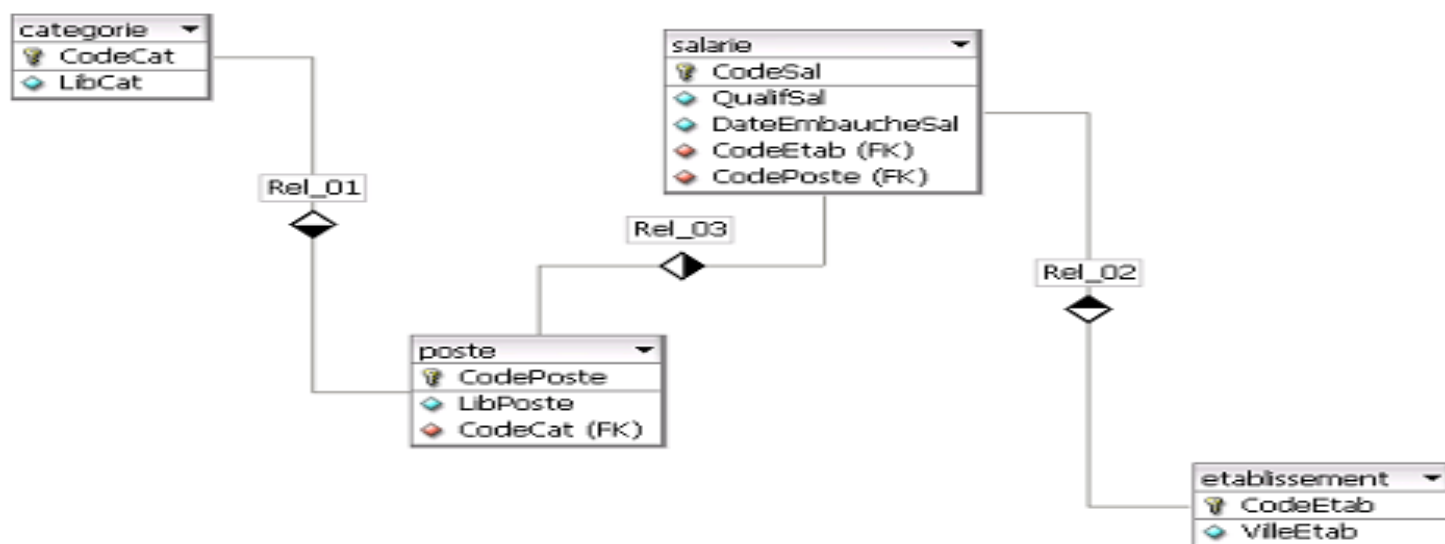 categorie
CodeCat
LibCat
salarie
CodeSal
QualifSal
DateEmbaucheSal
CodeEtab (FK)
CodePoste (FK)
Rel_01
Rel_03
Rel_02
poste
CodePoste
LibPoste
CodeCat (FK)
etablissement
CodeEtab
VilleEtab